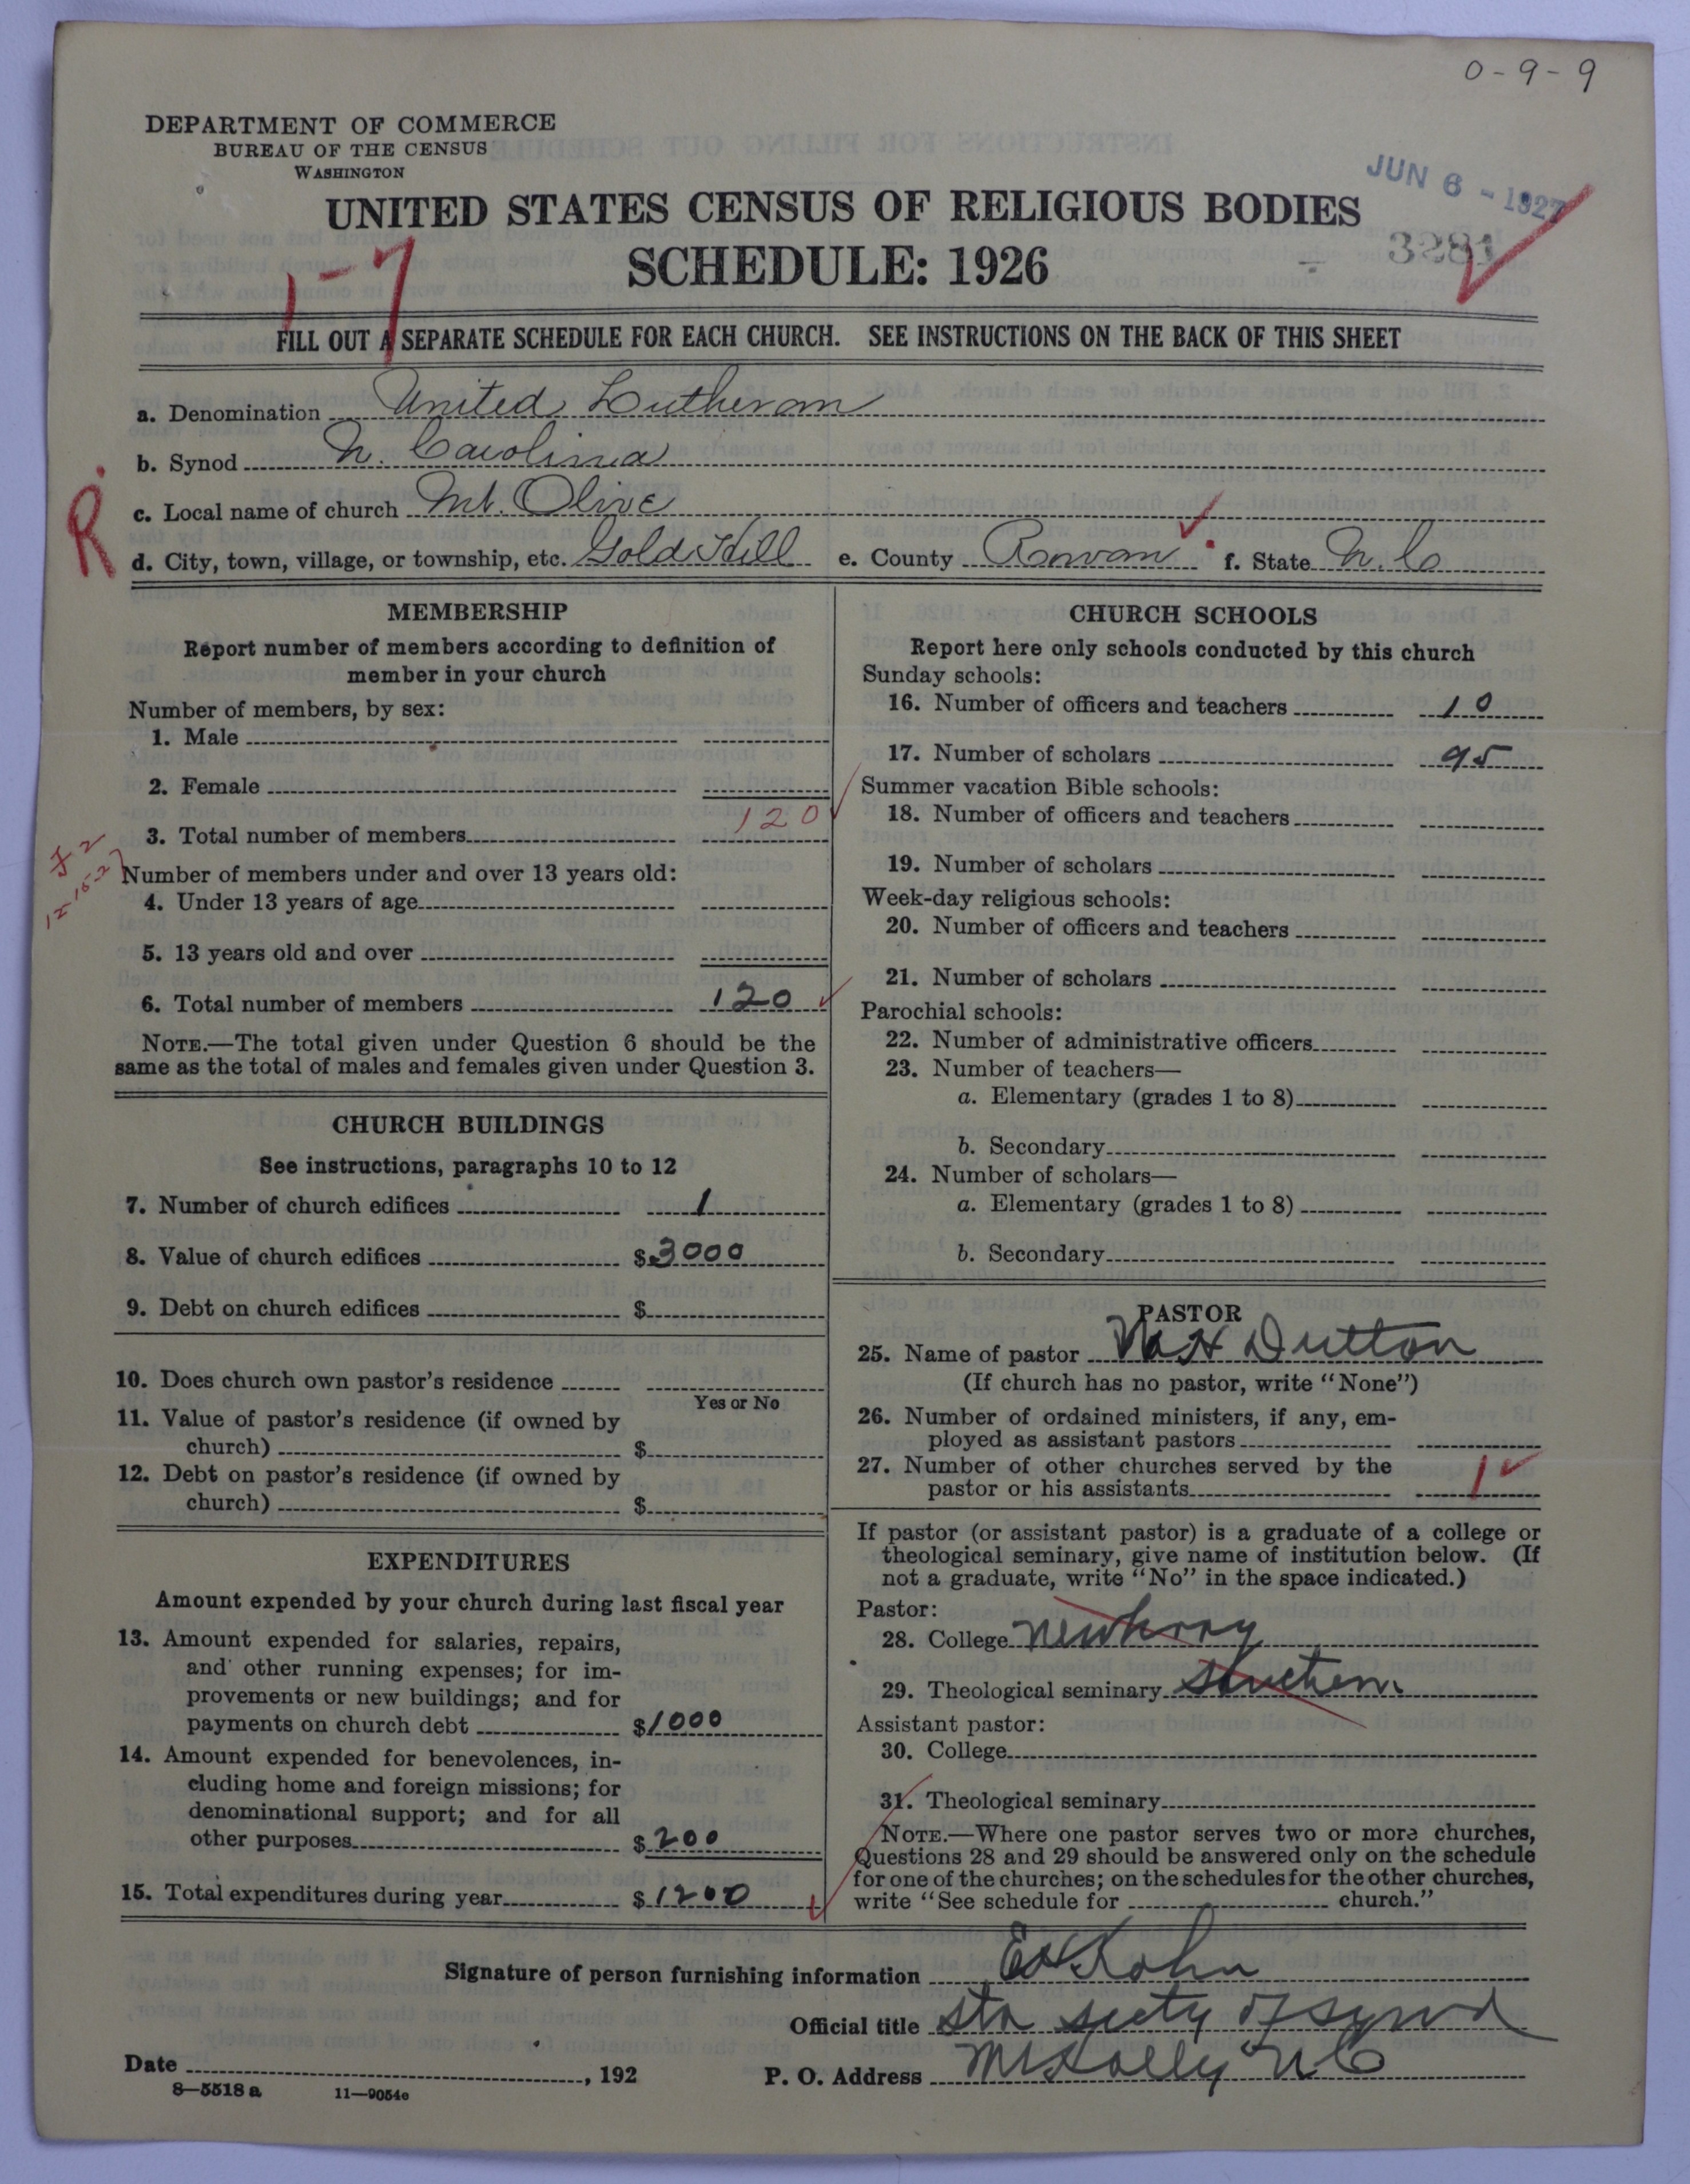 0-9-9
DEPARTMENT OF COMMERCE
BUREAU OF THE CENSUS
WASHINGTON
JUN 6 - 1927
UNITED STATES CENSUS OF RELIGIOUS BODIES
SCHEDULE: 1926
3281
1-7
FILL OUT A SEPARATE SCHEDULE FOR EACH CHURCH. SEE INSTRUCTIONS ON THE BACK OF THIS SHEET
a. Denomination United Lutheran
b. Synod N. Carolina
R
c. Local name of church Mt. Olive
d. City, town, village, or township, etc. Gold Hill e. County Rowan f. State N. C
MEMBERSHIP
Report number of members according to definition of
member in your church
Number of members, by sex:
1. Male
2. Female
3. Total number of members 120
Number of members under and over 13 years old:
4. Under 13 years of age
5. 13 years old and over
6. Total number of members 120
NOTE.—The total given under Question 6 should be the
same as the total of males and females given under Question 3.
CHURCH BUILDINGS
See instructions, paragraphs 10 to 12
7. Number of church edifices 1
8. Value of church edifices $3000
9. Debt on church edifices $
10. Does church own pastor's residence
Yes or No
11. Value of pastor's residence (if owned by
church) $
12. Debt on pastor's residence (if owned by
church) $
EXPENDITURES
Amount expended by your church during last fiscal year
13. Amount expended for salaries, repairs,
and other running expenses; for im-
provements or new buildings; and for
payments on church debt $1000
14. Amount expended for benevolences, in-
cluding home and foreign missions; for
denominational support; and for all
other purposes $200
15. Total expenditures during year $1200
CHURCH SCHOOLS
Report here only schools conducted by this church
Sunday schools:
16. Number of officers and teachers 10
17. Number of scholars 95
Summer vacation Bible schools:
18. Number of officers and teachers
19. Number of scholars
Week-day religious schools:
20. Number of officers and teachers
21. Number of scholars
Parochial schools:
22. Number of administrative officers
23. Number of teachers—
a. Elementary (grades 1 to 8)
b. Secondary
24. Number of scholars—
a. Elementary (grades 1 to 8)
b. Secondary
PASTOR
25. Name of pastor W H Dutton
(If church has no pastor, write "None")
26. Number of ordained ministers, if any, em-
ployed as assistant pastors
27. Number of other churches served by the
pastor or his assistants 1
If pastor (or assistant pastor) is a graduate of a college or
theological seminary, give name of institution below. (If
not a graduate, write "No" in the space indicated.)
Pastor:
28. College
29. Theological seminary
Assistant pastor:
30. College
31. Theological seminary
NOTE.—Where one pastor serves two or more churches,
Questions 28 and 29 should be answered only on the schedule
for one of the churches; on the schedules for the other churches,
write "See schedule for church."
Signature of person furnishing information E H Kohn
Official title of synod
Date , 192 P. O. Address Mt Holly N C
8—5518 a 11—9054c